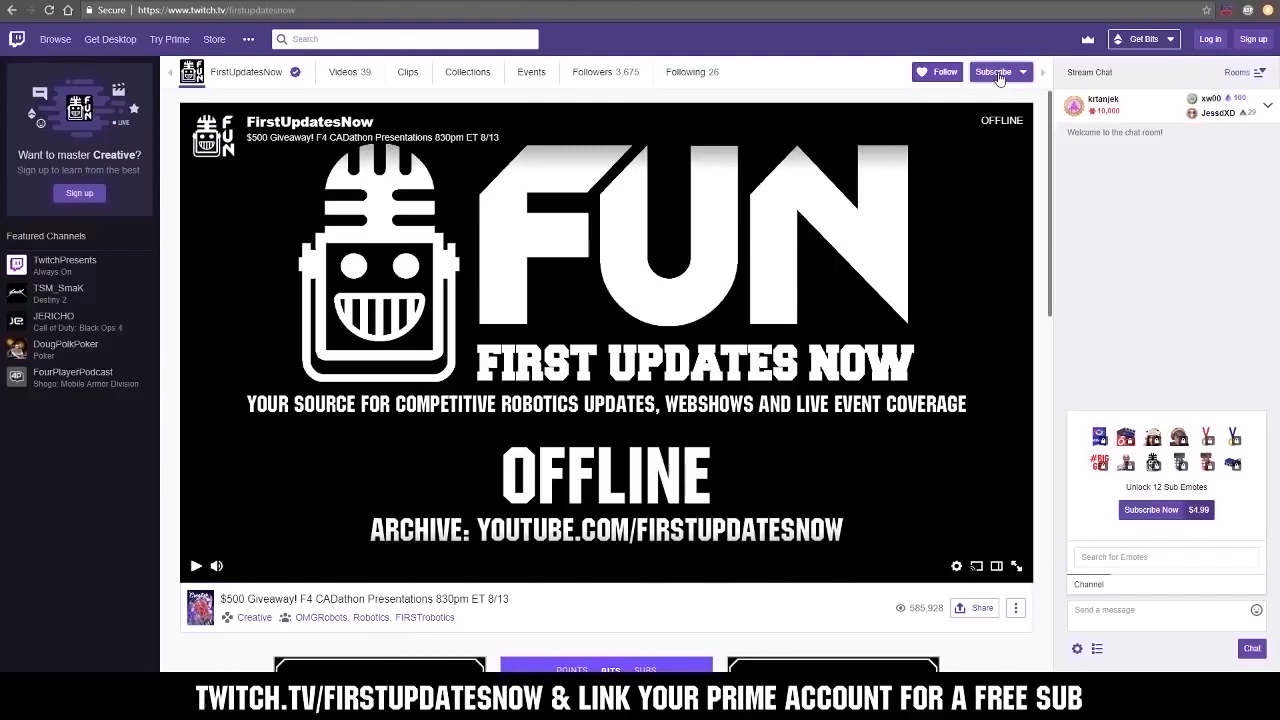 Secure https://www.twitch.tv/firstupdatesnow
Browse Get Desktop Try Prime Store Search Get Bits Log in Sign up
FirstUpdatesNow Videos 39 Clips Collections Events Followers 3,675 Following 26 Follow Subscribe
Stream Chat Rooms
krtanjek
10,000
xw00 100
JessdXD 29
Welcome to the chat room!
FUN
LIVE
Want to master Creative?
Sign up to learn from the best
Sign up
Featured Channels
TwitchPresents
Always On
TSM_SmaK
Destiny 2
JERICHO
Call of Duty: Black Ops 4
DougPolkPoker
Poker
FourPlayerPodcast
Shogo: Mobile Armor Division
FUN
FirstUpdatesNow
$500 Giveaway! F4 CADathon Presentations 830pm ET 8/13
OFFLINE
FUN
FIRST UPDATES NOW
YOUR SOURCE FOR COMPETITIVE ROBOTICS UPDATES, WEBSHOWS AND LIVE EVENT COVERAGE
OFFLINE
ARCHIVE: YOUTUBE.COM/FIRSTUPDATESNOW
$500 Giveaway! F4 CADathon Presentations 830pm ET 8/13
Creative OMGRobots, Robotics, FIRSTrobotics
585,928 Share
POINTS BITS SUBS
Unlock 12 Sub Emotes
Subscribe Now $4.99
Search for Emotes
Channel
Send a message
Chat
TWITCH.TV/FIRSTUPDATESNOW & LINK YOUR PRIME ACCOUNT FOR A FREE SUB